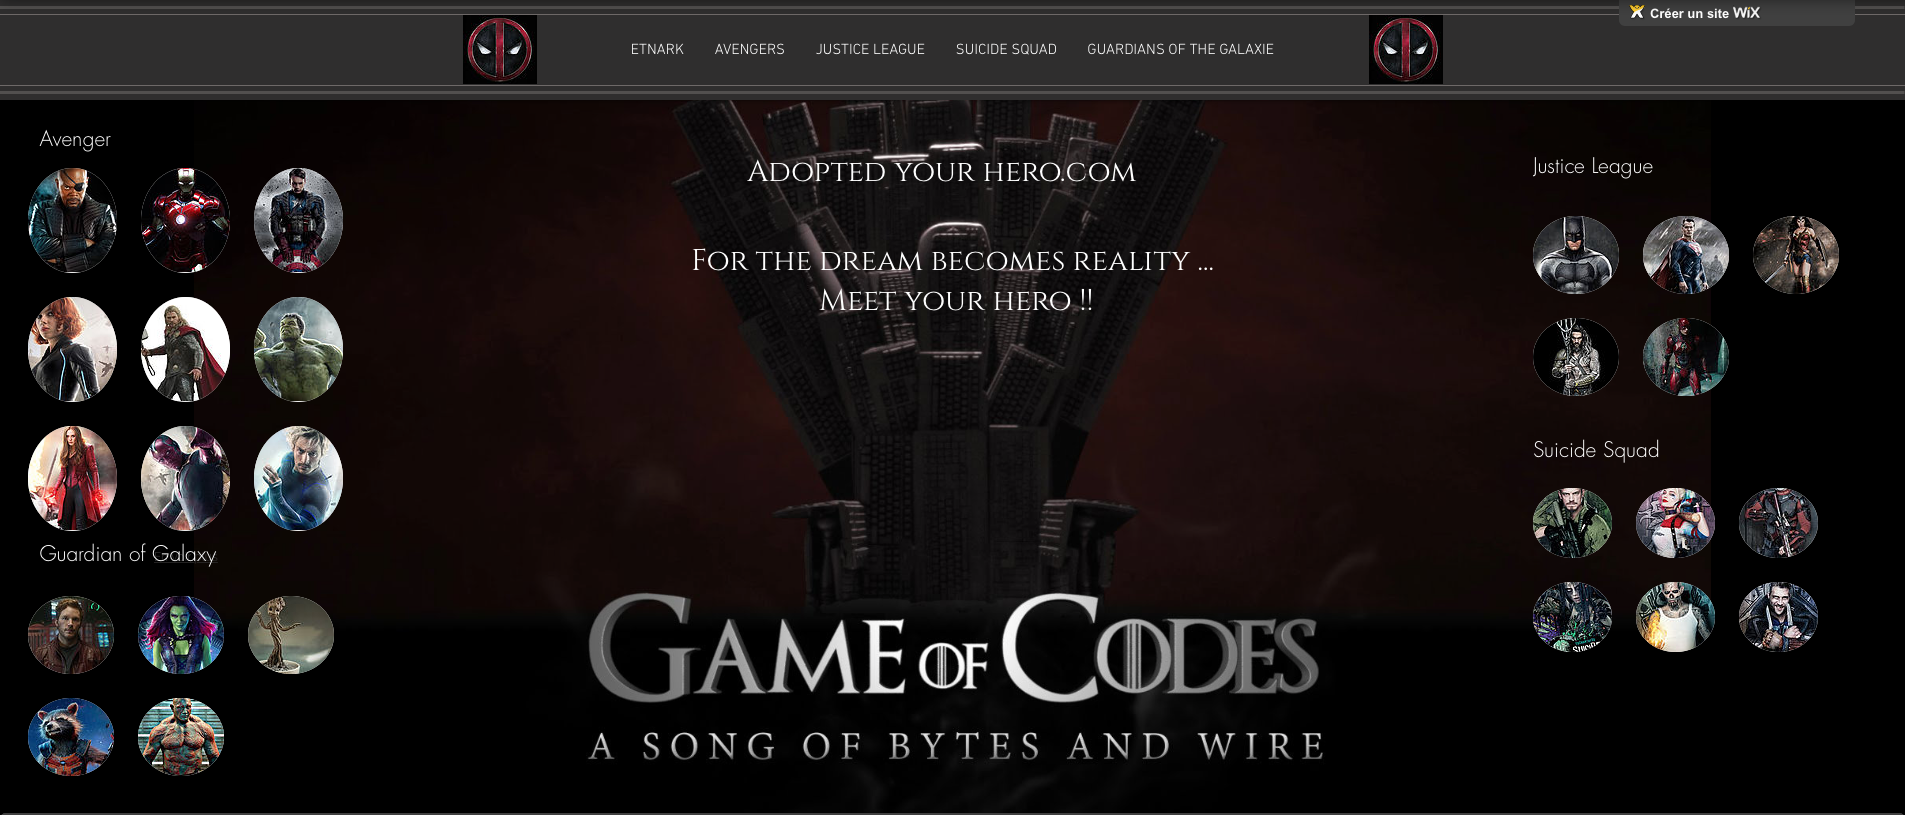 Créer un site WiX
ETNARK AVENGERS JUSTICE LEAGUE SUICIDE SQUAD GUARDIANS OF THE GALAXIE
Avenger
Adopted your hero.com
For the dream becomes reality ...
Meet your hero !!
Justice League
Suicide Squad
Guardian of Galaxy
GAME OF CODES
A SONG OF BYTES AND WIRE